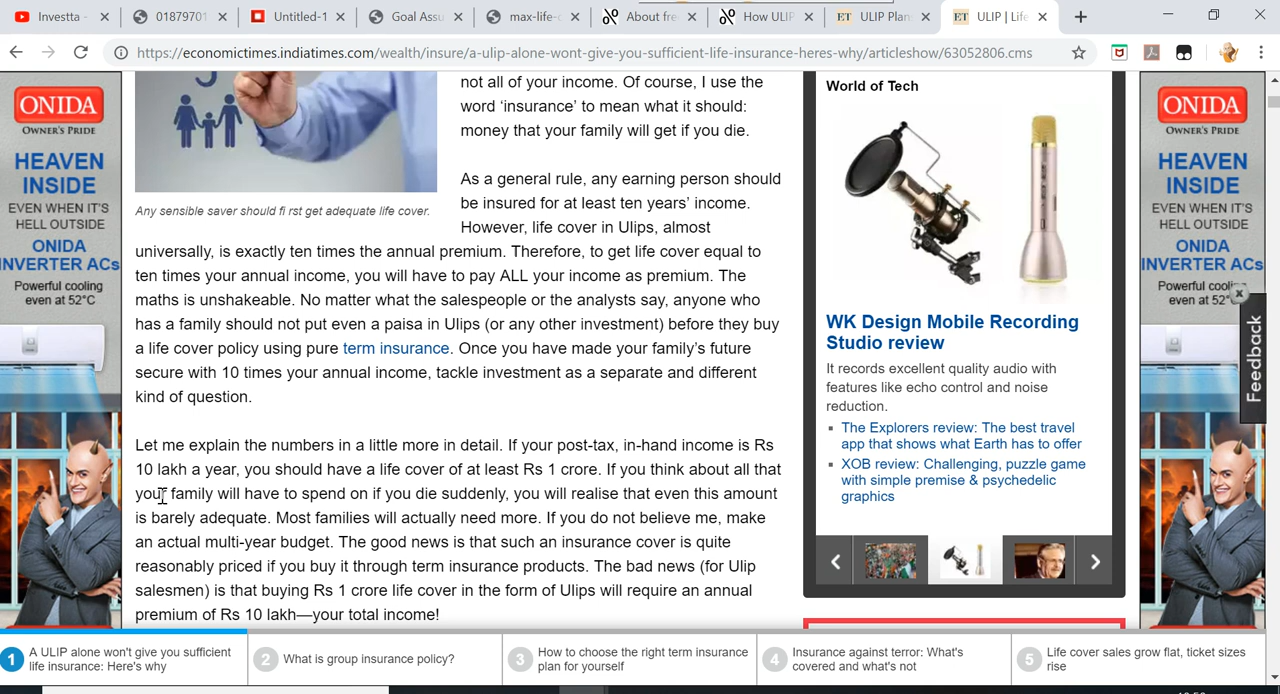 Investta
01879701
Untitled-1
Goal Assu
max-life-c
About fre
How ULIP
ET
ULIP Plan
ET
ULIP | Life
https://economictimes.indiatimes.com/wealth/insure/a-ulip-alone-wont-give-you-sufficient-life-insurance-heres-why/articleshow/63052806.cms
ONIDA
OWNER'S PRIDE
HEAVEN
INSIDE
EVEN WHEN IT'S
HELL OUTSIDE
ONIDA
INVERTER ACs
Powerful cooling
even at 52°C
Any sensible saver should fi rst get adequate life cover.
not all of your income. Of course, I use the
word ‘insurance’ to mean what it should:
money that your family will get if you die.
As a general rule, any earning person should
be insured for at least ten years’ income.
However, life cover in Ulips, almost
universally, is exactly ten times the annual premium. Therefore, to get life cover equal to
ten times your annual income, you will have to pay ALL your income as premium. The
maths is unshakeable. No matter what the salespeople or the analysts say, anyone who
has a family should not put even a paisa in Ulips (or any other investment) before they buy
a life cover policy using pure term insurance. Once you have made your family’s future
secure with 10 times your annual income, tackle investment as a separate and different
kind of question.
Let me explain the numbers in a little more in detail. If your post-tax, in-hand income is Rs
10 lakh a year, you should have a life cover of at least Rs 1 crore. If you think about all that
your family will have to spend on if you die suddenly, you will realise that even this amount
is barely adequate. Most families will actually need more. If you do not believe me, make
an actual multi-year budget. The good news is that such an insurance cover is quite
reasonably priced if you buy it through term insurance products. The bad news (for Ulip
salesmen) is that buying Rs 1 crore life cover in the form of Ulips will require an annual
premium of Rs 10 lakh—your total income!
World of Tech
WK Design Mobile Recording
Studio review
It records excellent quality audio with
features like echo control and noise
reduction.
The Explorers review: The best travel
app that shows what Earth has to offer
XOB review: Challenging, puzzle game
with simple premise & psychedelic
graphics
ONIDA
OWNER'S PRIDE
HEAVEN
INSIDE
EVEN WHEN IT'S
HELL OUTSIDE
ONIDA
INVERTER ACs
Powerful cooling
even at 52°
Feedback
1 A ULIP alone won't give you sufficient
life insurance: Here's why
2 What is group insurance policy?
3 How to choose the right term insurance
plan for yourself
4 Insurance against terror: What's
covered and what's not
5 Life cover sales grow flat, ticket sizes
rise